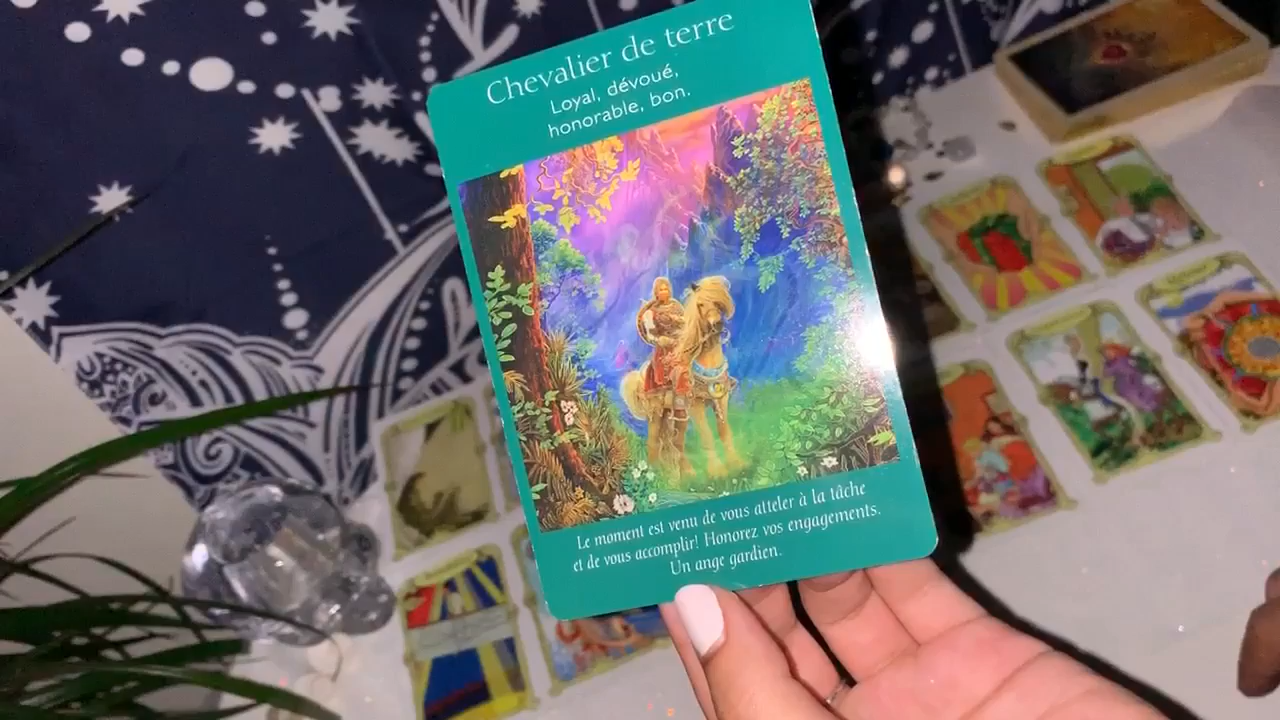 Chevalier de terre
Loyal, dévoué,
honorable, bon.
Le moment est venu de vous atteler à la tâche
et de vous accomplir! Honorez vos engagements.
Un ange gardien.